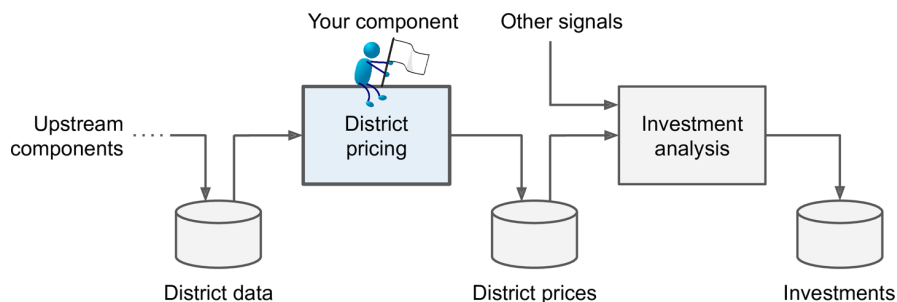 Your component
Other signals
Upstream
components
District
pricing
Investment
analysis
District data
District prices
Investments